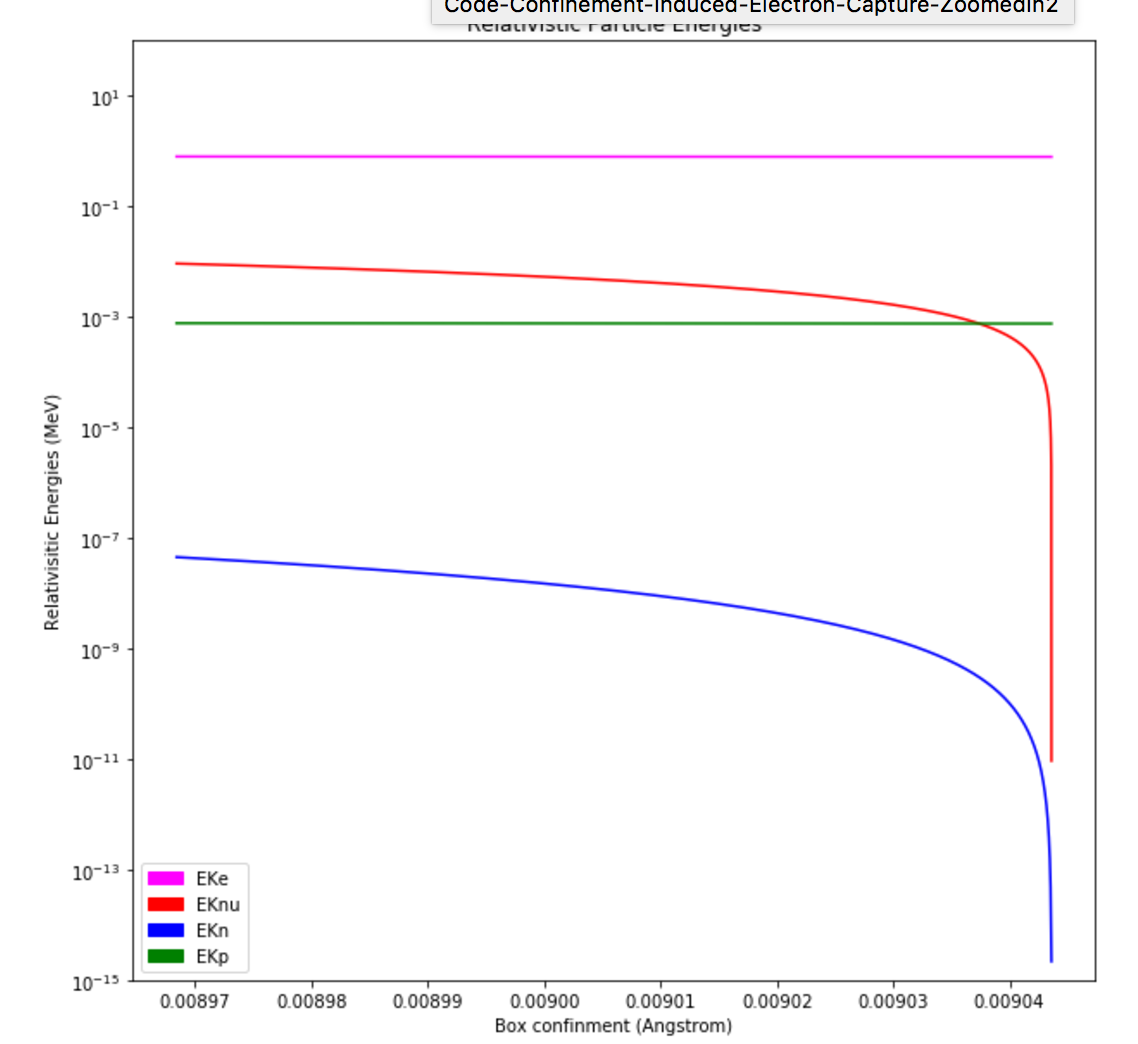 Code-Confinement-Induced-Electron-Capture-ZoomedIn2
Relativistic Particle Energies
10¹
10⁻¹
10⁻³
10⁻⁵
10⁻⁷
10⁻⁹
10⁻¹¹
10⁻¹³
10⁻¹⁵
Relativisitic Energies (MeV)
EKe
EKnu
EKn
EKp
0.00897 0.00898 0.00899 0.00900 0.00901 0.00902 0.00903 0.00904
Box confinment (Angstrom)